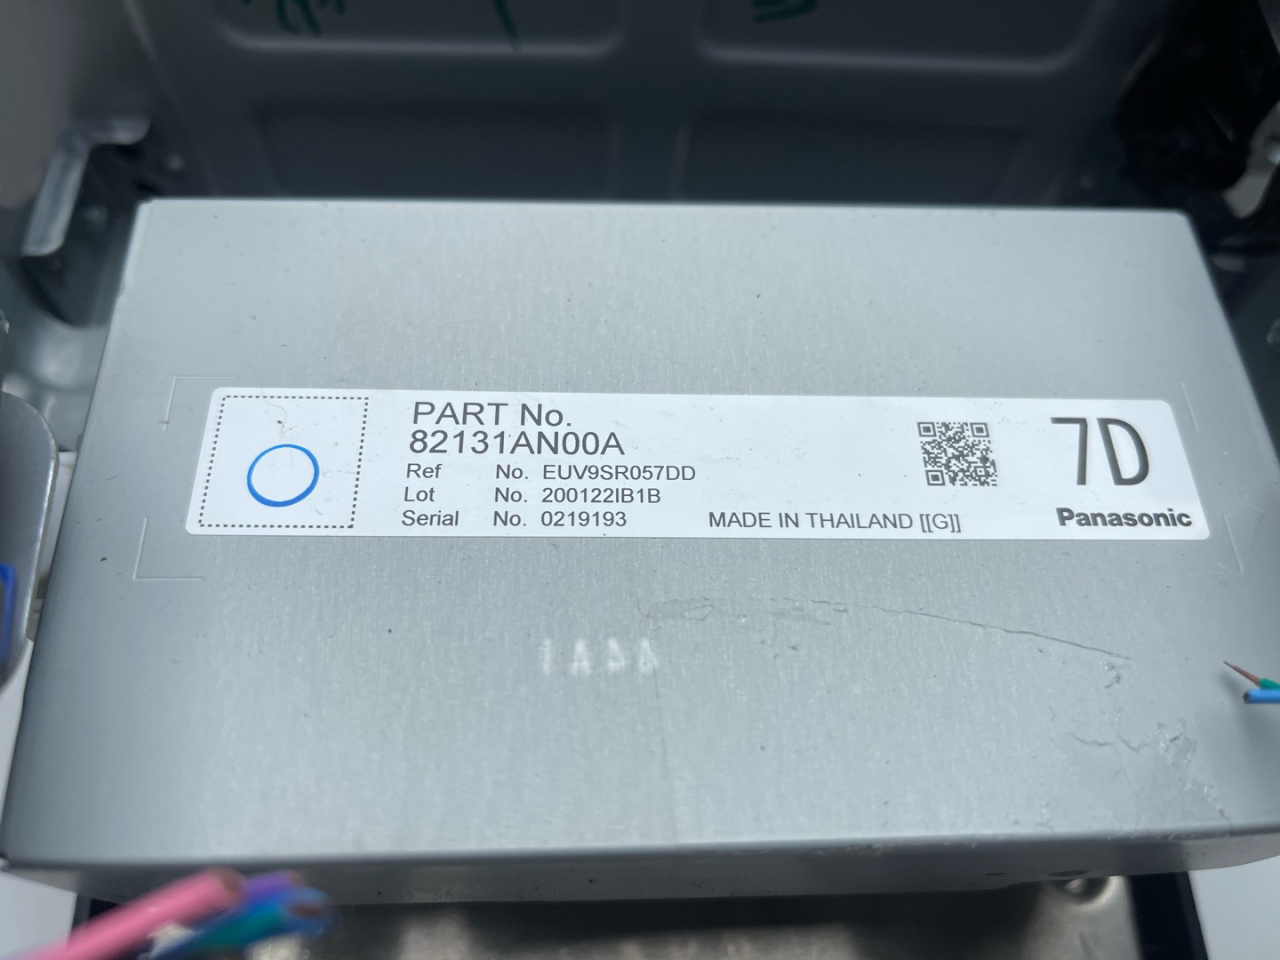 PART No.
82131AN00A
Ref No. EUV9SR057DD
Lot No. 200122IB1B
Serial No. 0219193
MADE IN THAILAND [[G]]
7D
Panasonic